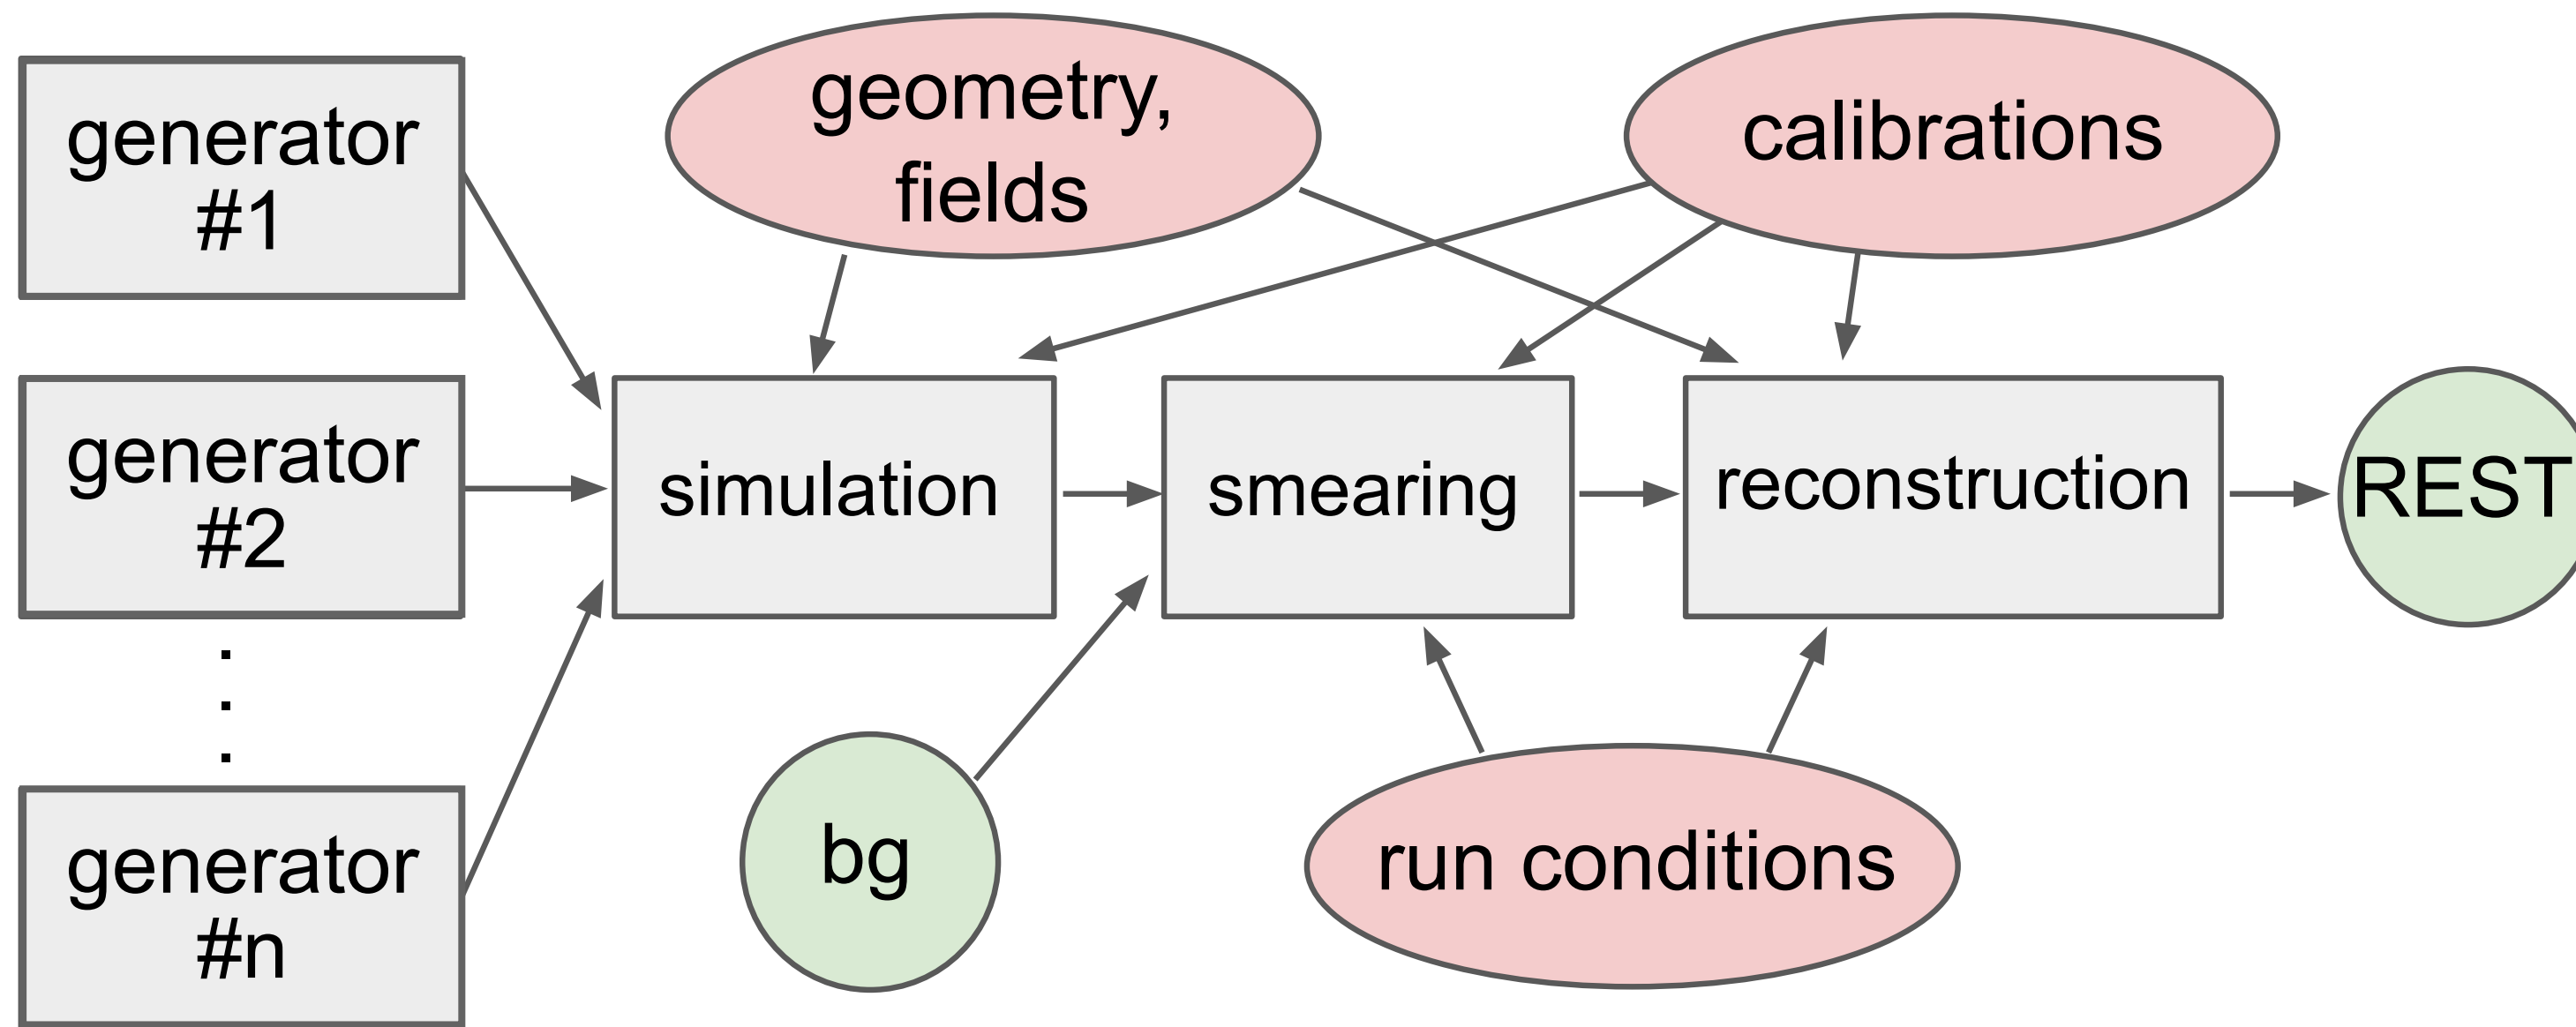 generator
#1
geometry,
fields
calibrations
generator
#2
simulation
smearing
reconstruction
REST
.
.
.
generator
#n
bg
run conditions